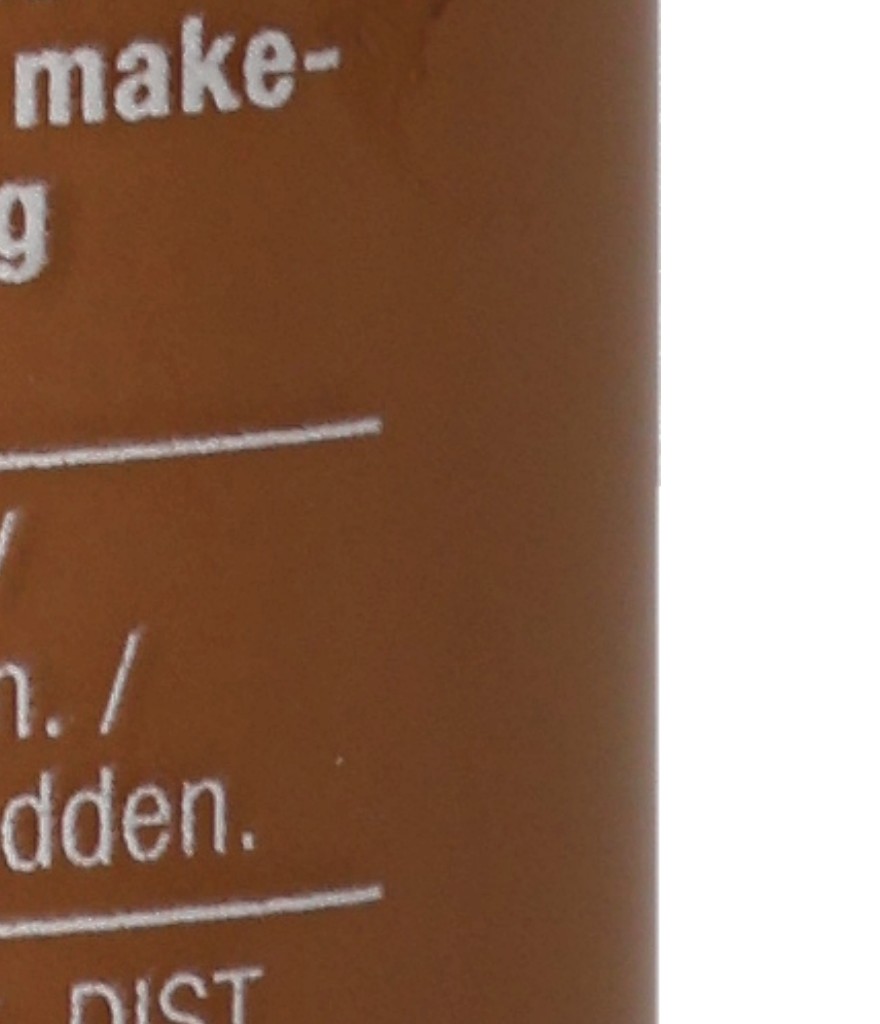 make-
g
/
n. /
dden.
DIST